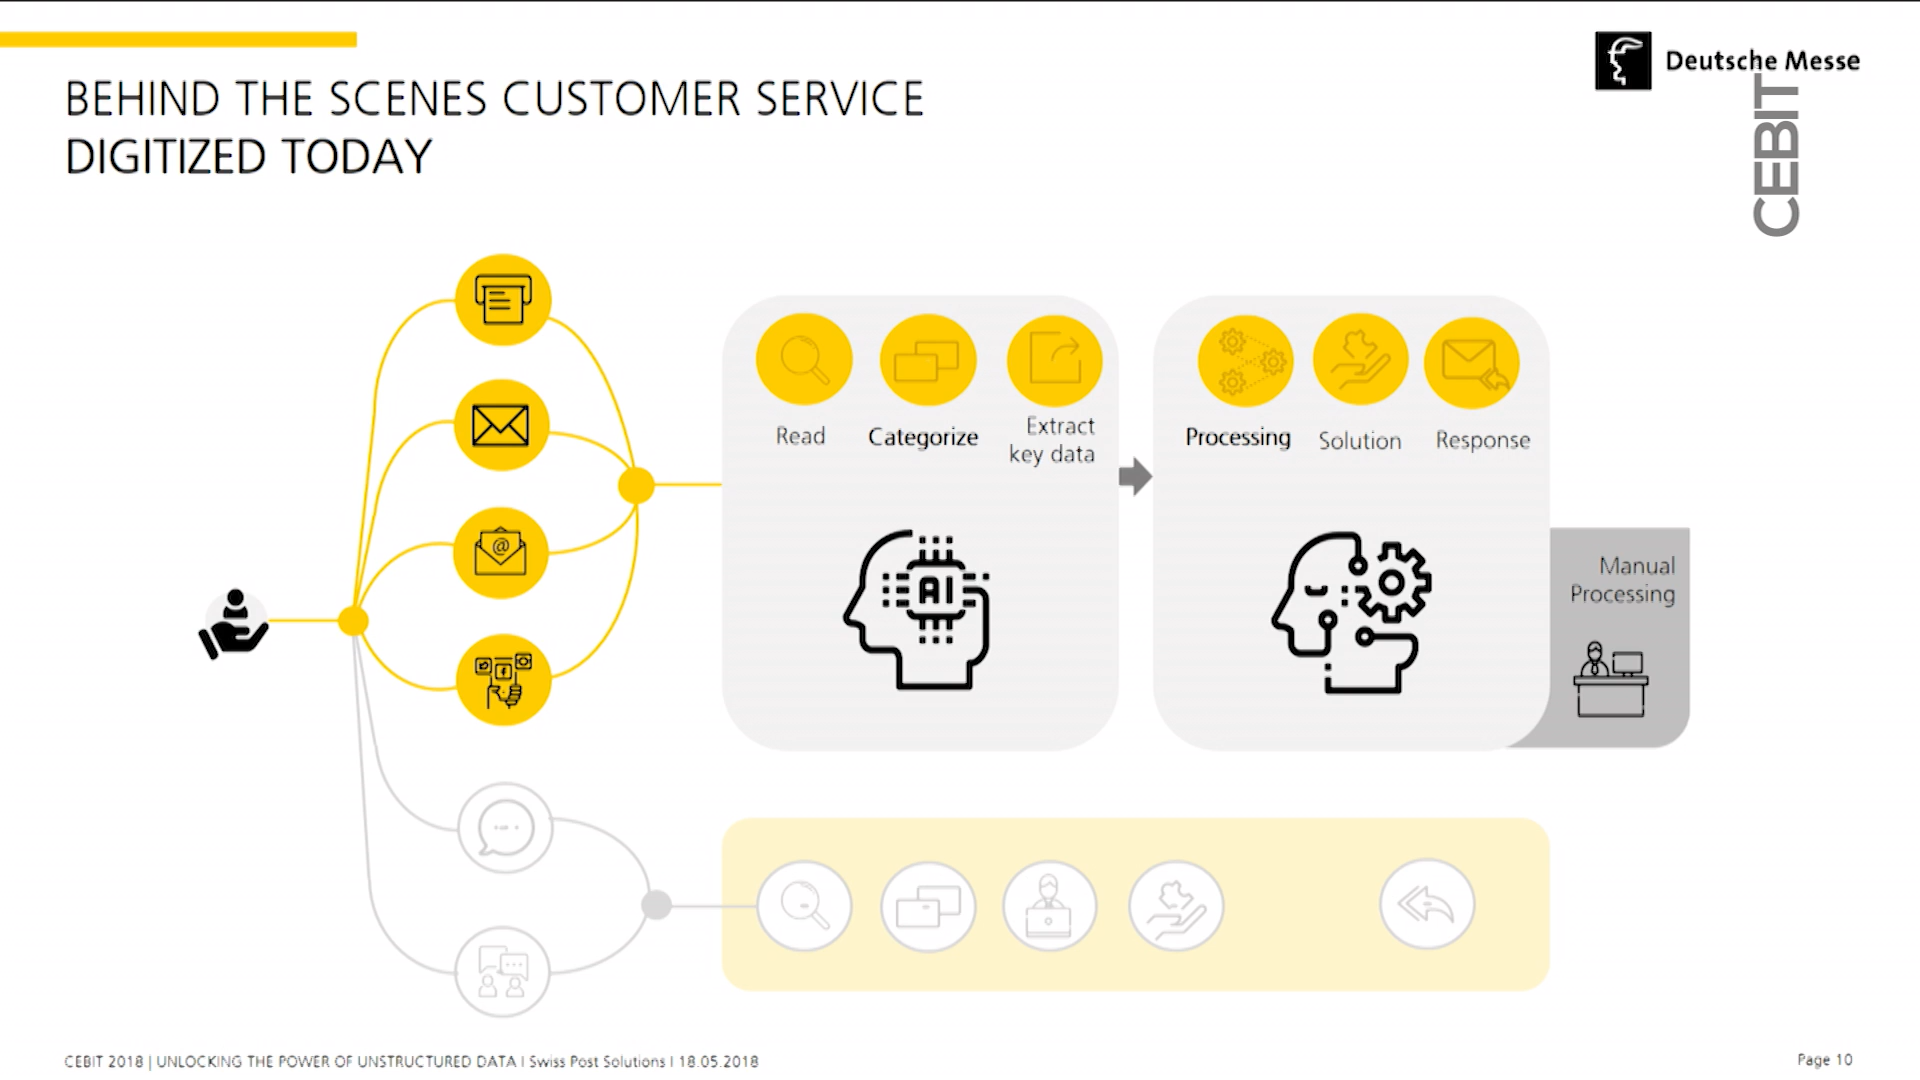 Deutsche Messe
CEBIT
BEHIND THE SCENES CUSTOMER SERVICE
DIGITIZED TODAY
Read
Categorize
Extract
key data
Processing
Solution
Response
AI
@
Manual
Processing
CEBIT 2018 | UNLOCKING THE POWER OF UNSTRUCTURED DATA I Swiss Post Solutions I 18.05.2018
Page 10